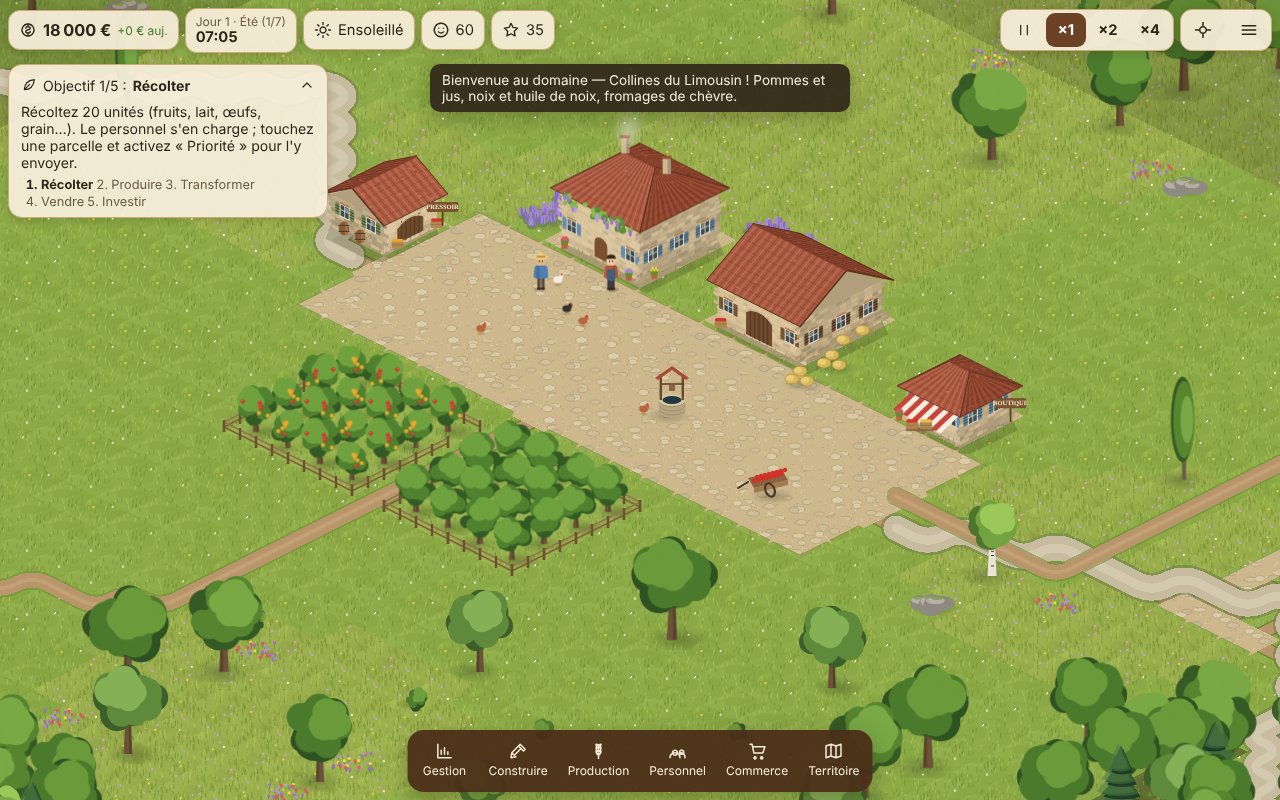 18 000 € +0 € auj.
Jour 1 · Été (1/7)
07:05
Ensoleillé
60
35
×1
×2
×4
Objectif 1/5 : Récolter
Récoltez 20 unités (fruits, lait, œufs,
grain...). Le personnel s'en charge ; touchez
une parcelle et activez « Priorité » pour l'y
envoyer.
1. Récolter 2. Produire 3. Transformer
4. Vendre 5. Investir
Bienvenue au domaine — Collines du Limousin ! Pommes et
jus, noix et huile de noix, fromages de chèvre.
PRESSOIR
BOUTIQUE
Gestion
Construire
Production
Personnel
Commerce
Territoire